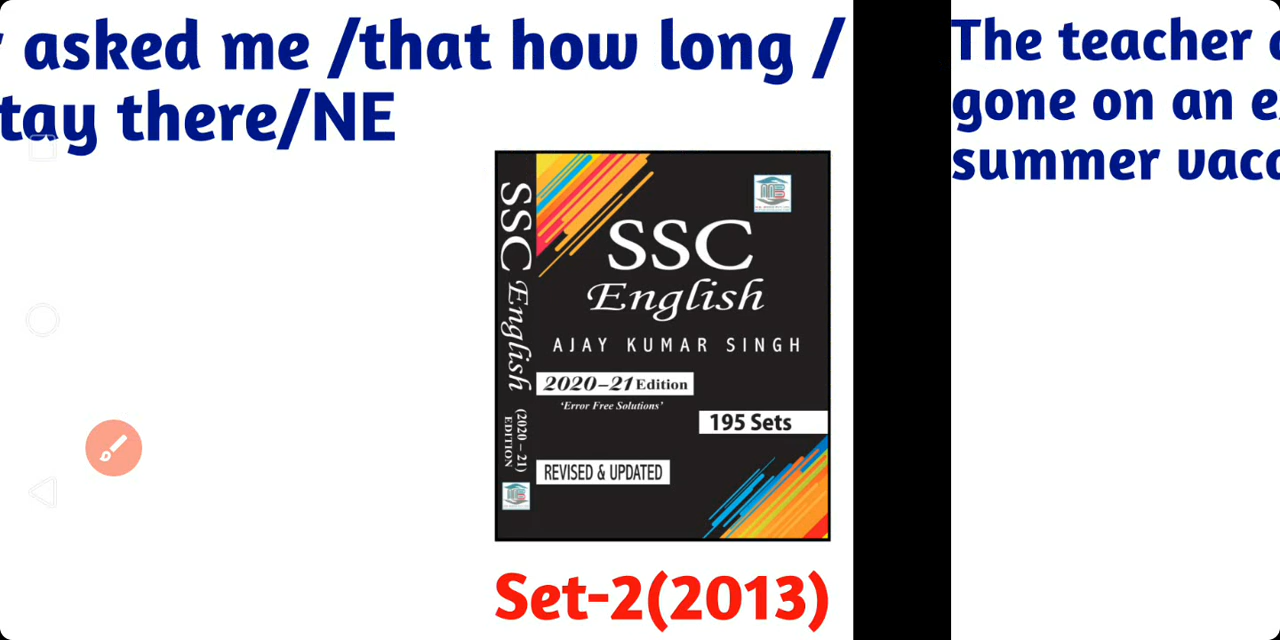 asked me /that how long /
tay there/NE
SSC
English
AJAY KUMAR SINGH
2020-21 Edition
'Error Free Solutions'
195 Sets
REVISED & UPDATED
SSC English (2020-21) EDITION
Set-2(2013)
The teacher
gone on an
summer